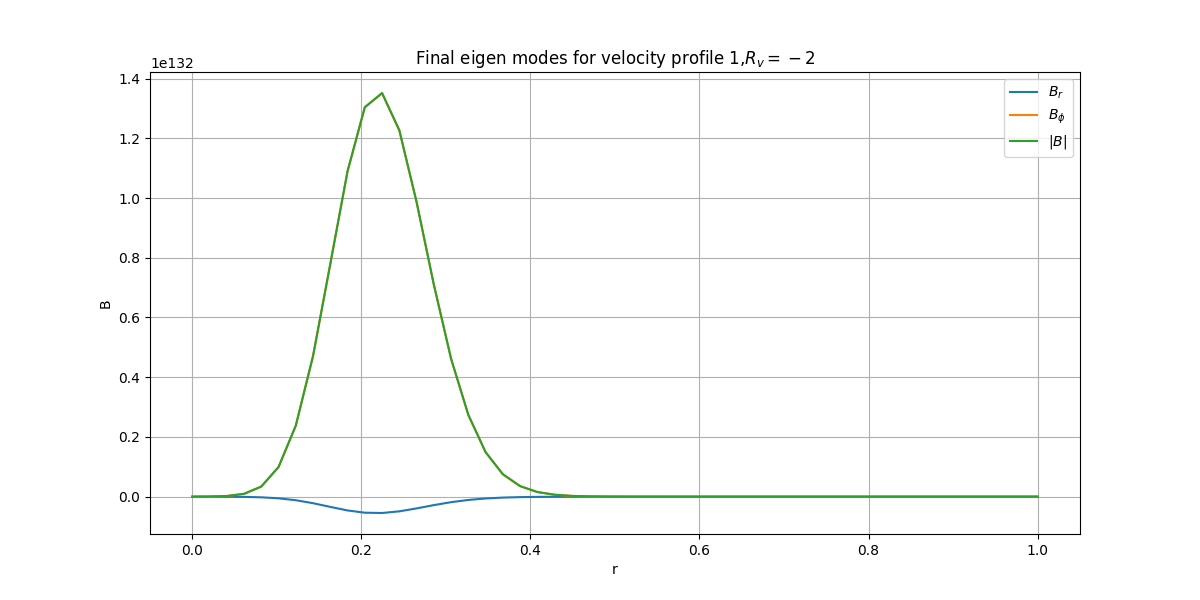 Final eigen modes for velocity profile 1,$R_v = -2$
1e132
1.4
1.2
1.0
0.8
0.6
0.4
0.2
0.0
B
$B_r$
$B_\phi$
|B|
0.0 0.2 0.4 0.6 0.8 1.0
r